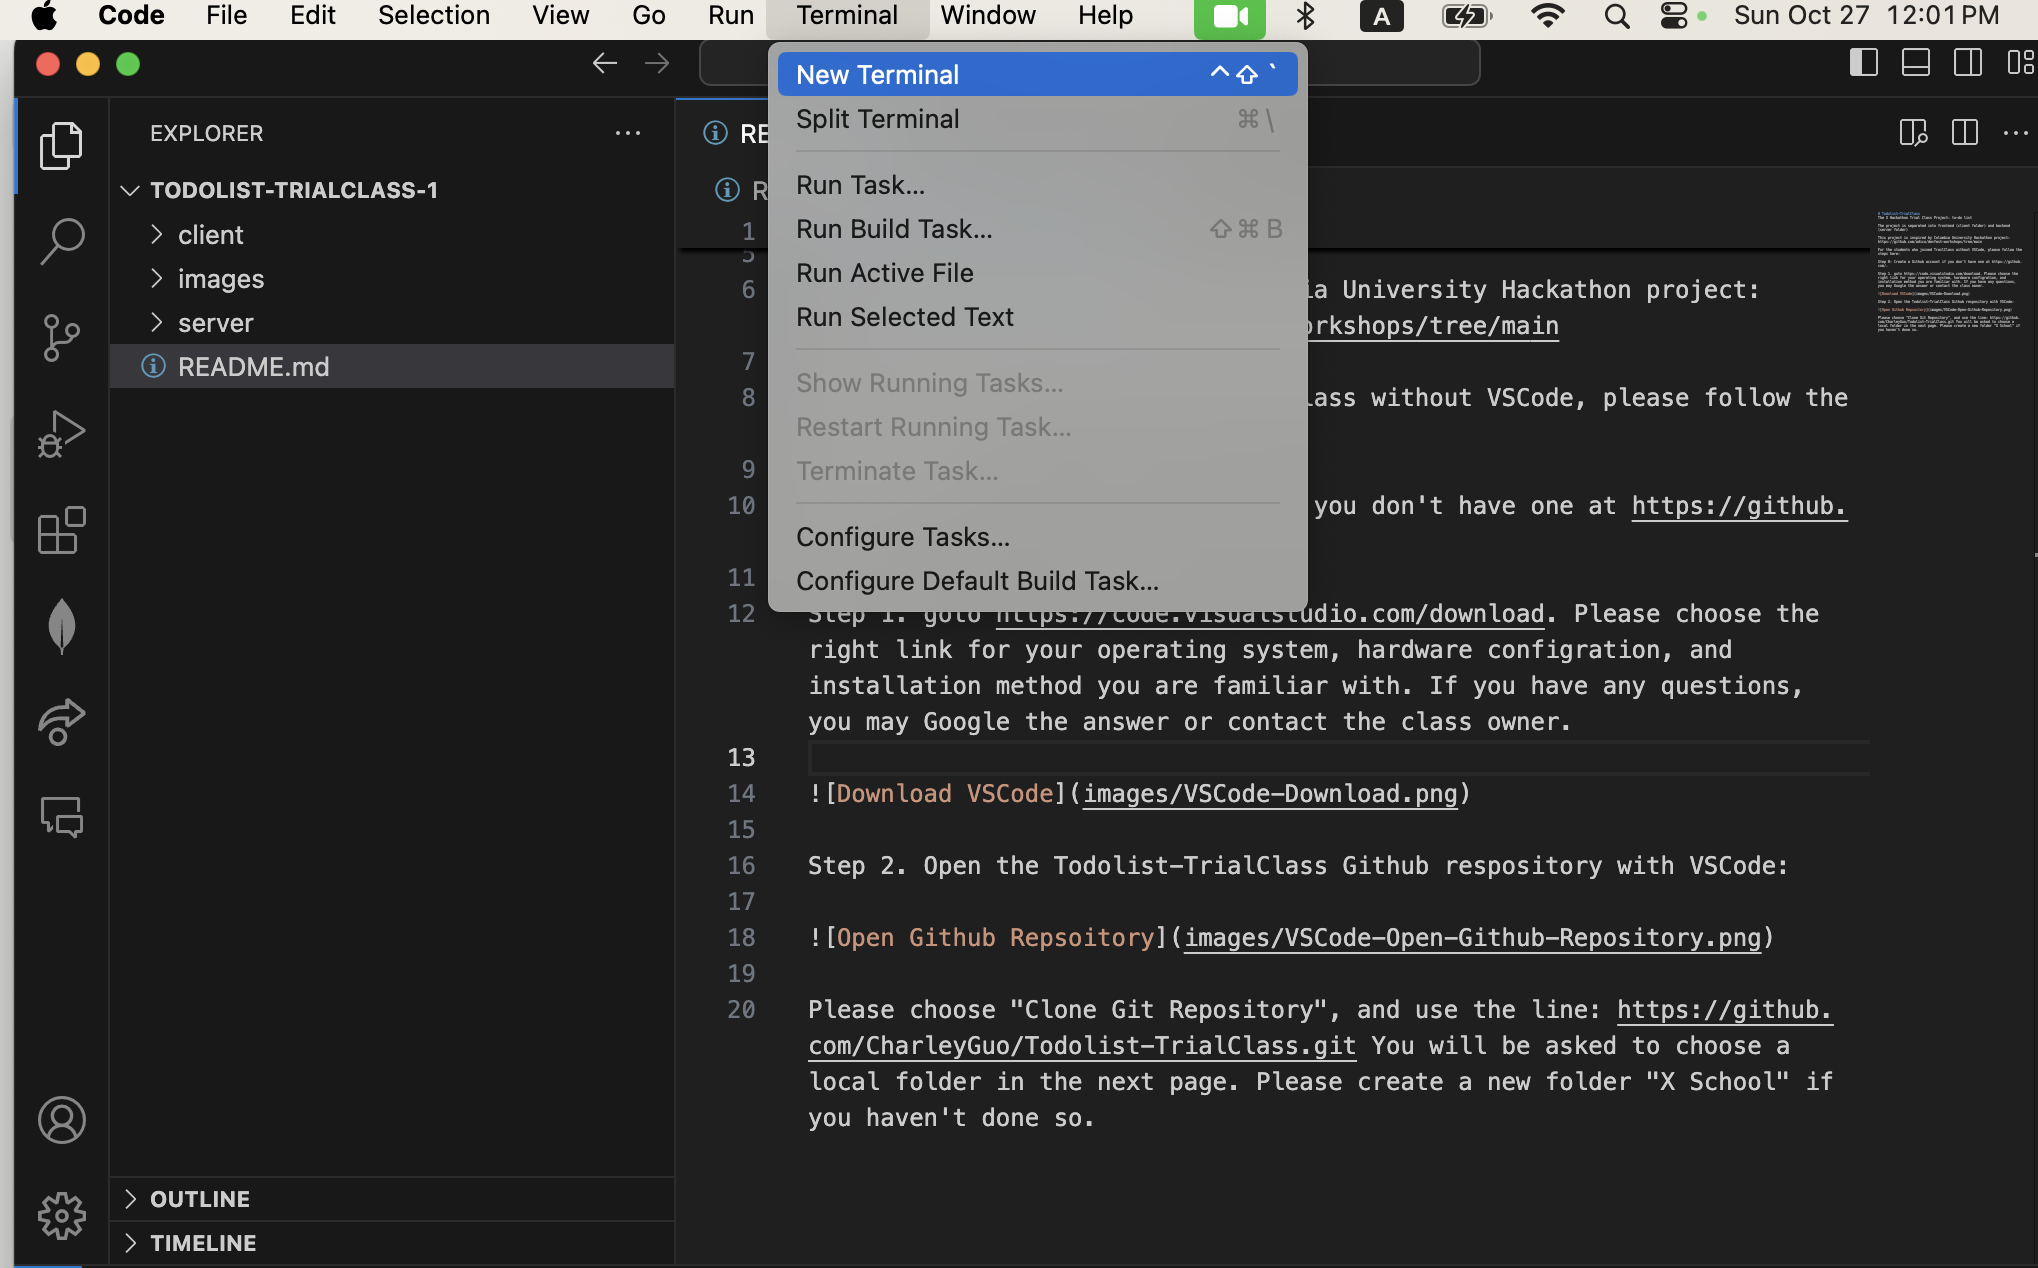 Code File Edit Selection View Go Run Terminal Window Help A Sun Oct 27 12:01 PM
New Terminal ^⇧`
Split Terminal ⌘\
Run Task...
Run Build Task... ⇧⌘B
Run Active File
Run Selected Text
Show Running Tasks...
Restart Running Task...
Terminate Task...
Configure Tasks...
Configure Default Build Task...
EXPLORER
TODOLIST-TRIALCLASS-1
client
images
server
README.md
OUTLINE
TIMELINE
RE
R
1
5
6 ia University Hackathon project:
orkshops/tree/main
7
8 lass without VSCode, please follow the
9
10 you don't have one at https://github.
11
12 Step 1. goto https://code.visualstudio.com/download. Please choose the
right link for your operating system, hardware configration, and
installation method you are familiar with. If you have any questions,
you may Google the answer or contact the class owner.
13
14 ![Download VSCode](images/VSCode-Download.png)
15
16 Step 2. Open the Todolist-TrialClass Github respository with VSCode:
17
18 ![Open Github Repsoitory](images/VSCode-Open-Github-Repository.png)
19
20 Please choose "Clone Git Repository", and use the line: https://github.
com/CharleyGuo/Todolist-TrialClass.git You will be asked to choose a
local folder in the next page. Please create a new folder "X School" if
you haven't done so.